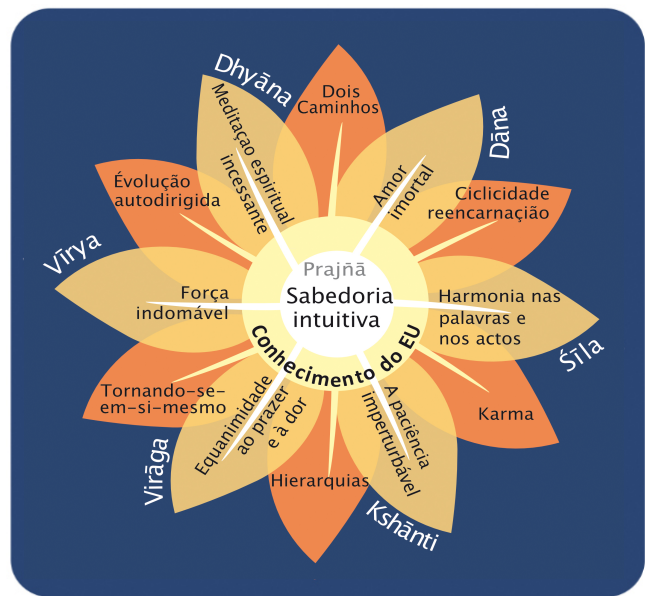 Dhyāna
Meditaçao espiritual
incessante
Dois
Caminhos
Dāna
Amor
imortal
Ciclicidade
reencarnaçião
Évolução
autodirigida
Vīrya
Força
indomável
Prajñā
Sabedoria
intuitiva
Conhecimento do EU
Harmonia nas
palavras e
nos actos
Śīla
Karma
Tornando-se-
em-si-mesmo
Virāga
Equanimidade
ao prazer
e à dor
Hierarquias
A paciência
imperturbável
Kshānti